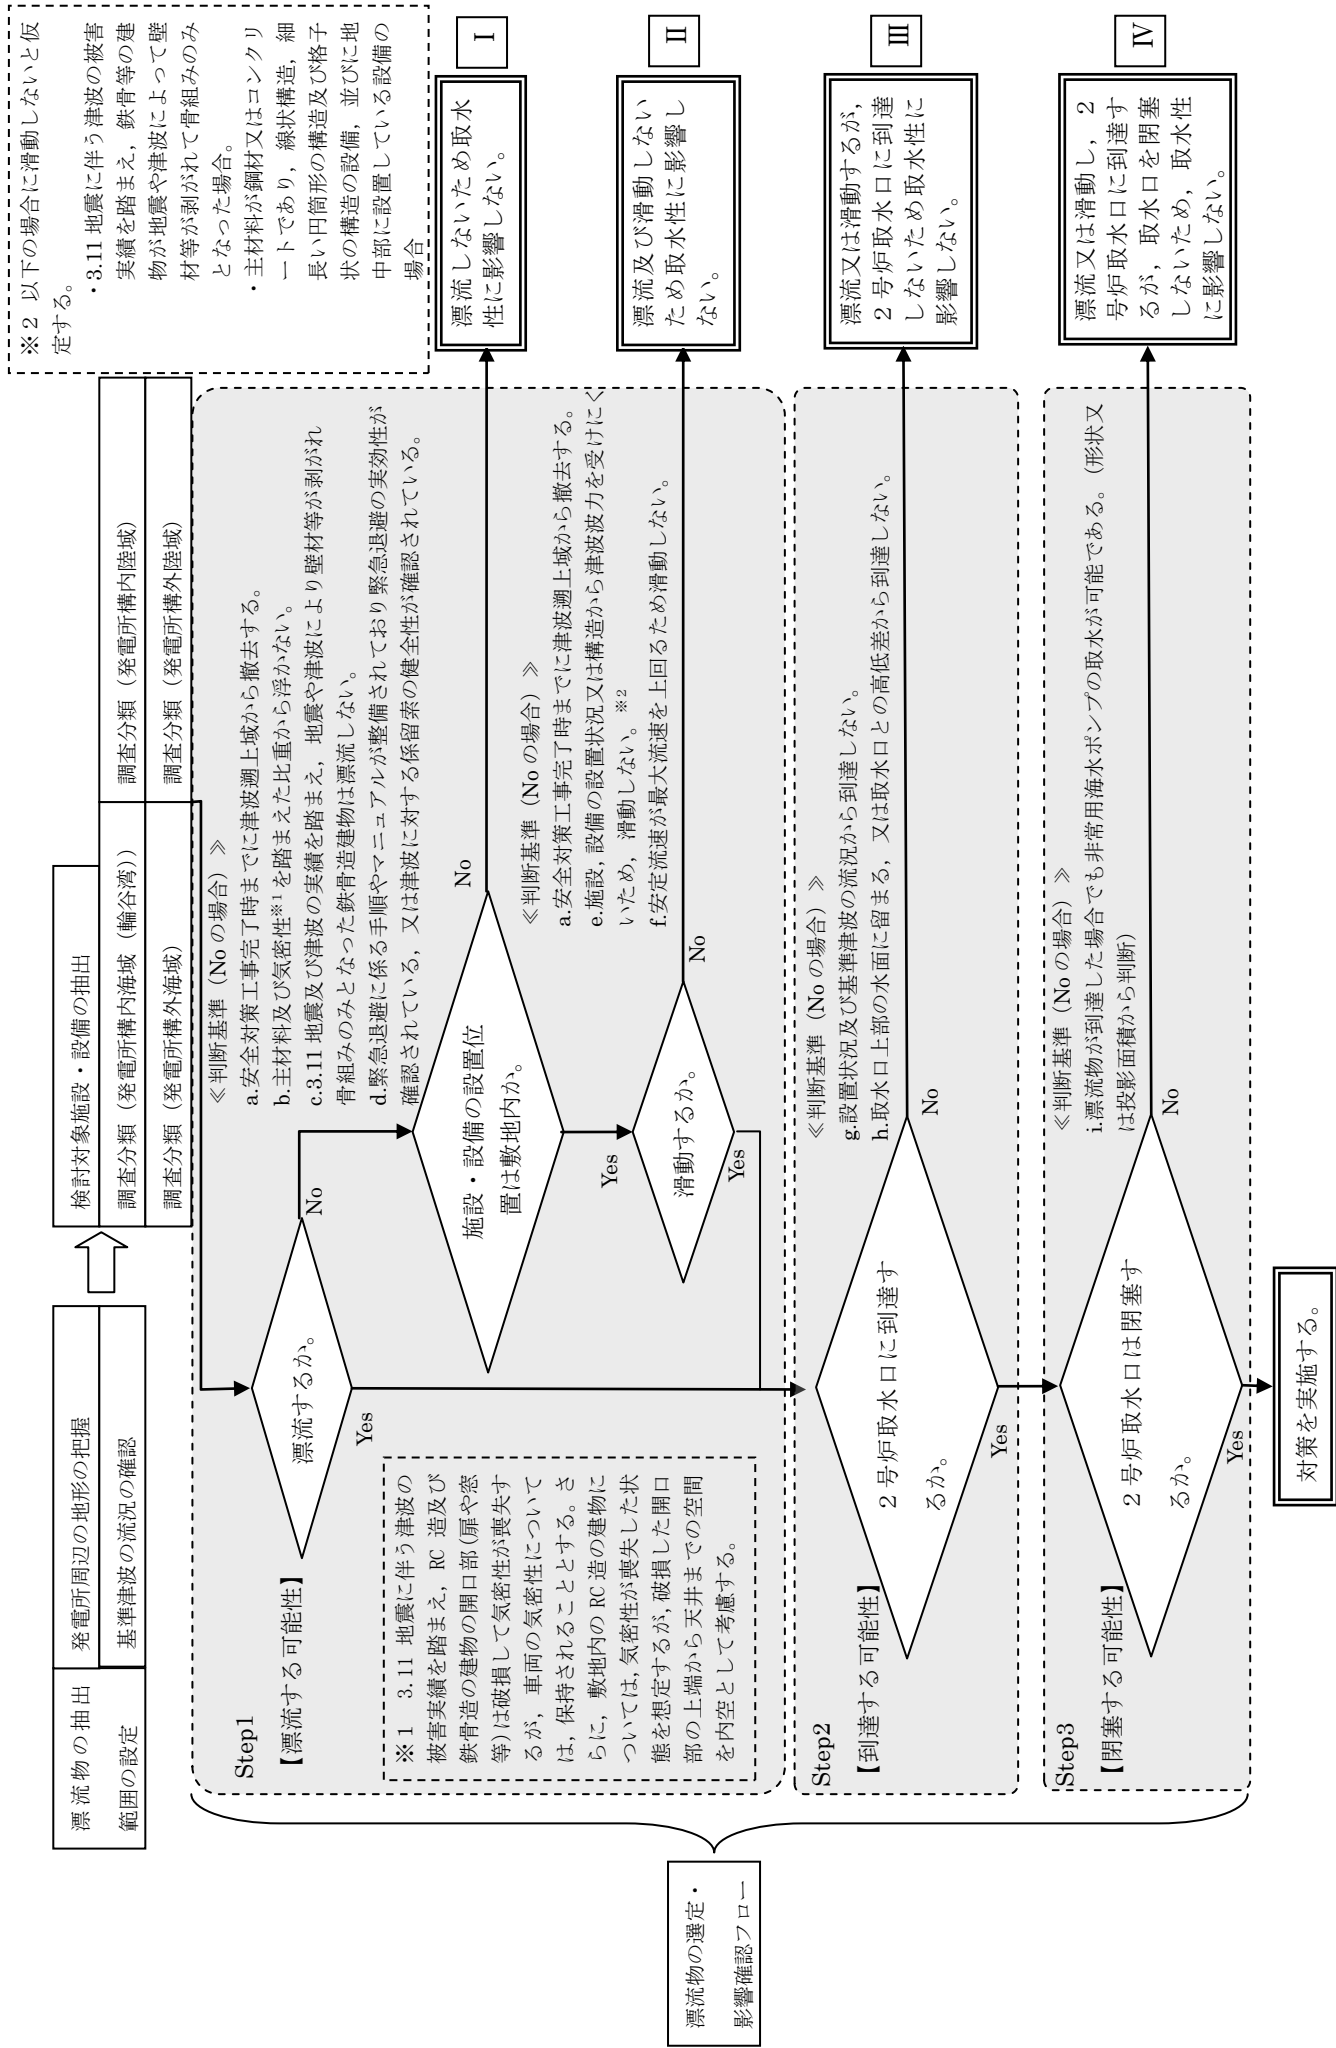 漂流物の抽出
範囲の設定
発電所周辺の地形の把握
基準津波の流況の確認
検討対象施設・設備の抽出
調査分類（発電所構内海域（輪谷湾））
調査分類（発電所構内陸域）
調査分類（発電所構外海域）
調査分類（発電所構外陸域）
※2 以下の場合に滑動しないと仮
定する。
・3.11 地震に伴う津波の被害
実績を踏まえ，鉄骨等の建
物が地震や津波によって壁
材等が剥がれて骨組みのみ
となった場合。
・主材料が鋼材又はコンクリ
ートであり，線状構造，細
長い円筒形の構造及び格子
状の構造の設備，並びに地
中部に設置している設備の
場合
漂流物の選定・
影響確認フロー
Step1
【漂流する可能性】
漂流するか。
No
Yes
≪判断基準（No の場合）≫
a.安全対策工事完了時までに津波遡上域から撤去する。
b.主材料及び気密性※1を踏まえた比重から浮かない。
c.3.11 地震及び津波の実績を踏まえ，地震や津波により壁材等が剥がれ
骨組みのみとなった鉄骨造建物は漂流しない。
d.緊急退避に係る手順やマニュアルが整備されており緊急退避の実効性が
確認されている，又は津波に対する係留索の健全性が確認されている。
※1 3.11 地震に伴う津波の
被害実績を踏まえ，RC 造及び
鉄骨造の建物の開口部(扉や窓
等)は破損して気密性が喪失す
るが，車両の気密性について
は，保持されることとする。さ
らに，敷地内の RC 造の建物に
ついては,気密性が喪失した状
態を想定するが,破損した開口
部の上端から天井までの空間
を内空として考慮する。
施設・設備の設置位
置は敷地内か。
No
Yes
漂流しないため取水
性に影響しない。
Ⅰ
≪判断基準（No の場合）≫
a.安全対策工事完了時までに津波遡上域から撤去する。
e.施設,設備の設置状況又は構造から津波波力を受けにく
いため，滑動しない。※2
f.安定流速が最大流速を上回るため滑動しない。
滑動するか。
No
Yes
漂流及び滑動しない
ため取水性に影響し
ない。
Ⅱ
Step2
【到達する可能性】
２号炉取水口に到達す
るか。
No
Yes
≪判断基準（No の場合）≫
g.設置状況及び基準津波の流況から到達しない。
h.取水口上部の水面に留まる，又は取水口との高低差から到達しない。
漂流又は滑動するが，
２号炉取水口に到達
しないため取水性に
影響しない。
Ⅲ
Step3
【閉塞する可能性】
２号炉取水口は閉塞す
るか。
No
Yes
≪判断基準（No の場合）≫
i.漂流物が到達した場合でも非常用海水ポンプの取水が可能である。（形状又
は投影面積から判断）
漂流又は滑動し，２
号炉取水口に到達す
るが，取水口を閉塞
しないため，取水性
に影響しない。
Ⅳ
対策を実施する。